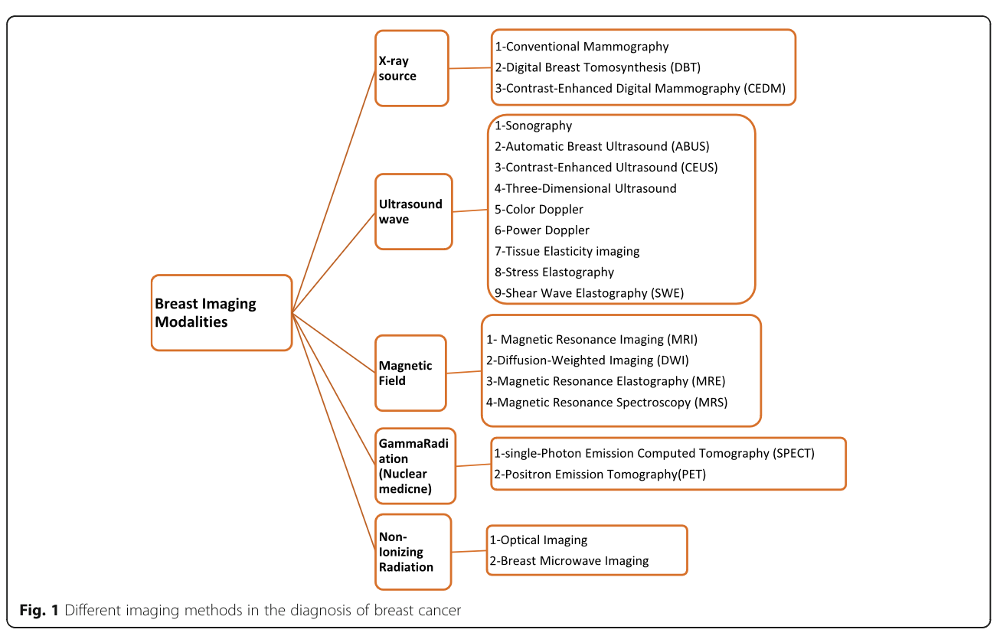 X-ray
source
1-Conventional Mammography
2-Digital Breast Tomosynthesis (DBT)
3-Contrast-Enhanced Digital Mammography (CEDM)
Ultrasound
wave
1-Sonography
2-Automatic Breast Ultrasound (ABUS)
3-Contrast-Enhanced Ultrasound (CEUS)
4-Three-Dimensional Ultrasound
5-Color Doppler
6-Power Doppler
7-Tissue Elasticity imaging
8-Stress Elastography
9-Shear Wave Elastography (SWE)
Breast Imaging
Modalities
Magnetic
Field
1- Magnetic Resonance Imaging (MRI)
2-Diffusion-Weighted Imaging (DWI)
3-Magnetic Resonance Elastography (MRE)
4-Magnetic Resonance Spectroscopy (MRS)
GammaRadi
ation
(Nuclear
medicne)
1-single-Photon Emission Computed Tomography (SPECT)
2-Positron Emission Tomography(PET)
Non-
Ionizing
Radiation
1-Optical Imaging
2-Breast Microwave Imaging
Fig. 1 Different imaging methods in the diagnosis of breast cancer